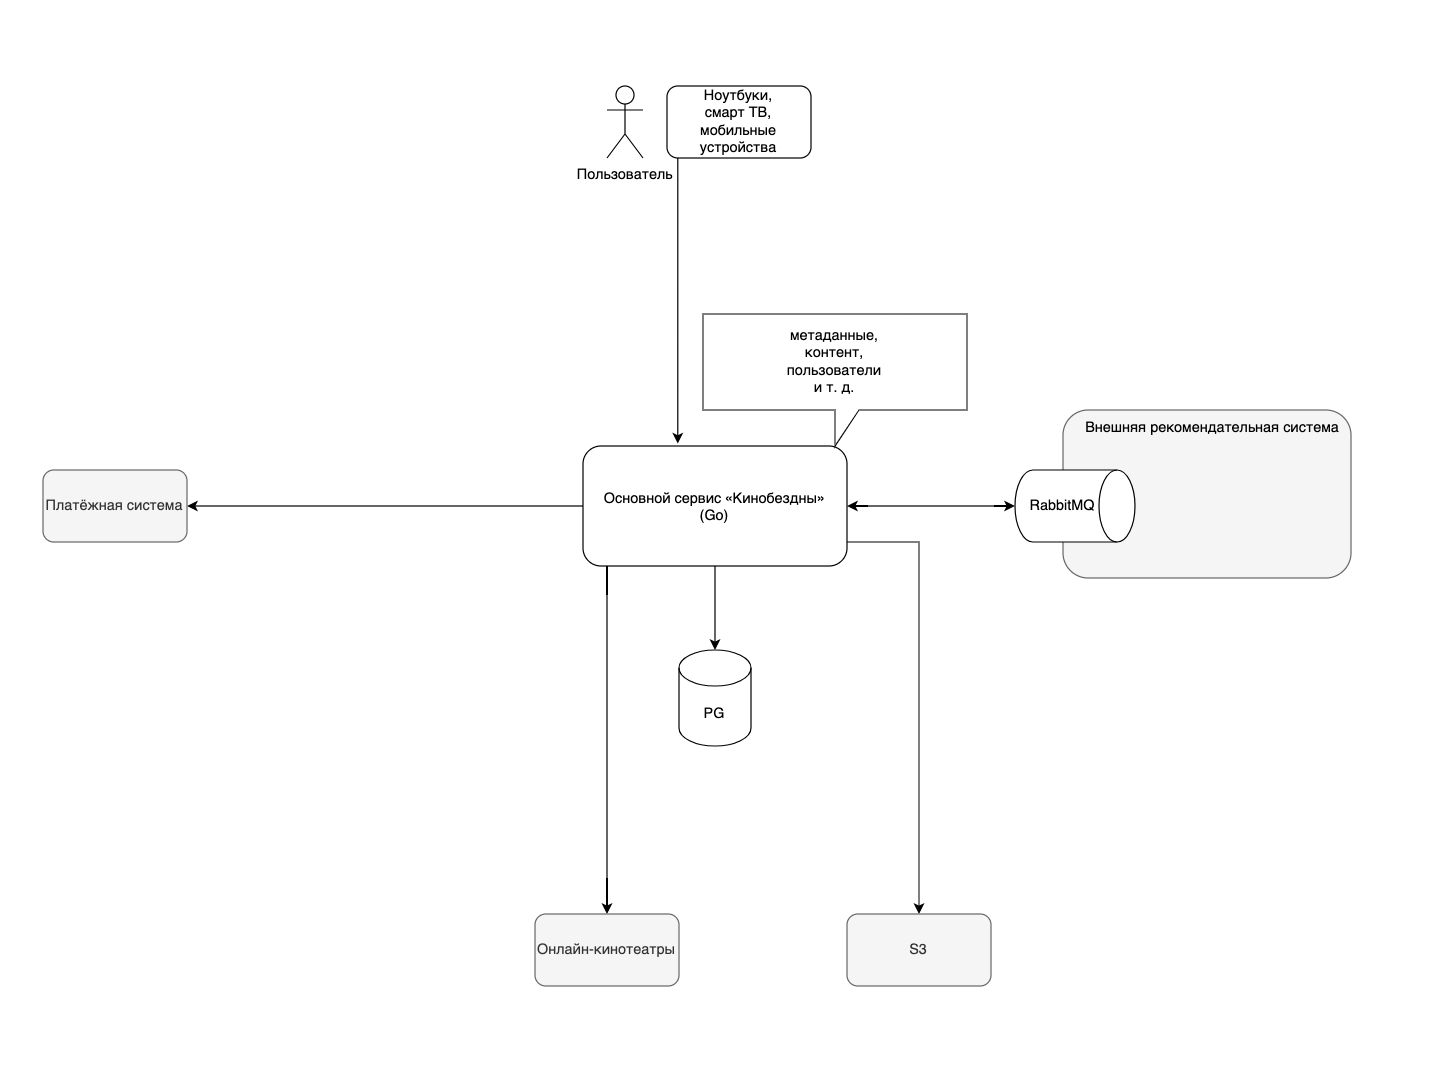 Ноутбуки,
смарт ТВ,
мобильные
устройства
Пользователь
метаданные,
контент,
пользователи
и т. д.
Внешняя рекомендательная система
Платёжная система
Основной сервис «Кинобездны»
(Go)
RabbitMQ
PG
Онлайн-кинотеатры
S3